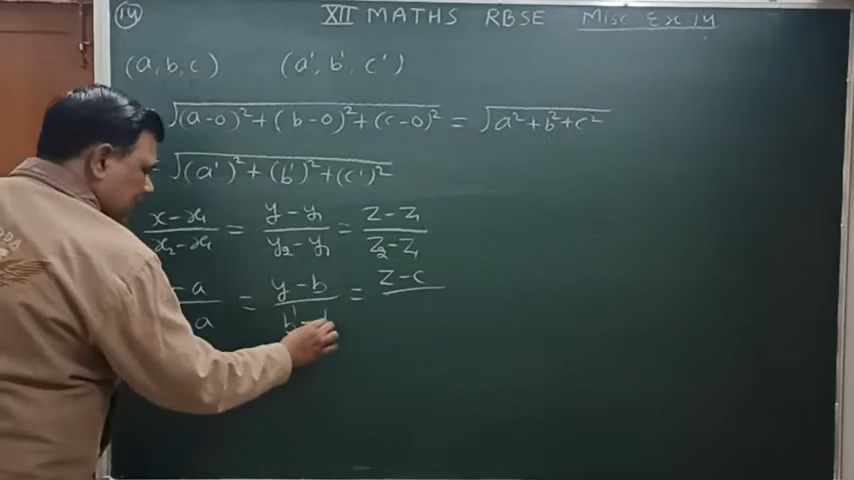 14 XII MATHS RBSE Misc Ex 14
(a,b,c) (a', b', c')
√(a-0)²+(b-0)²+(c-0)² = √a²+b²+c²
- √(a')²+(b')²+(c')²
x-x₁/x₂-x₁ = y-y₁/y₂-y₁ = z-z₁/z₂-z₁
-a = y-b = z-c
a b'-